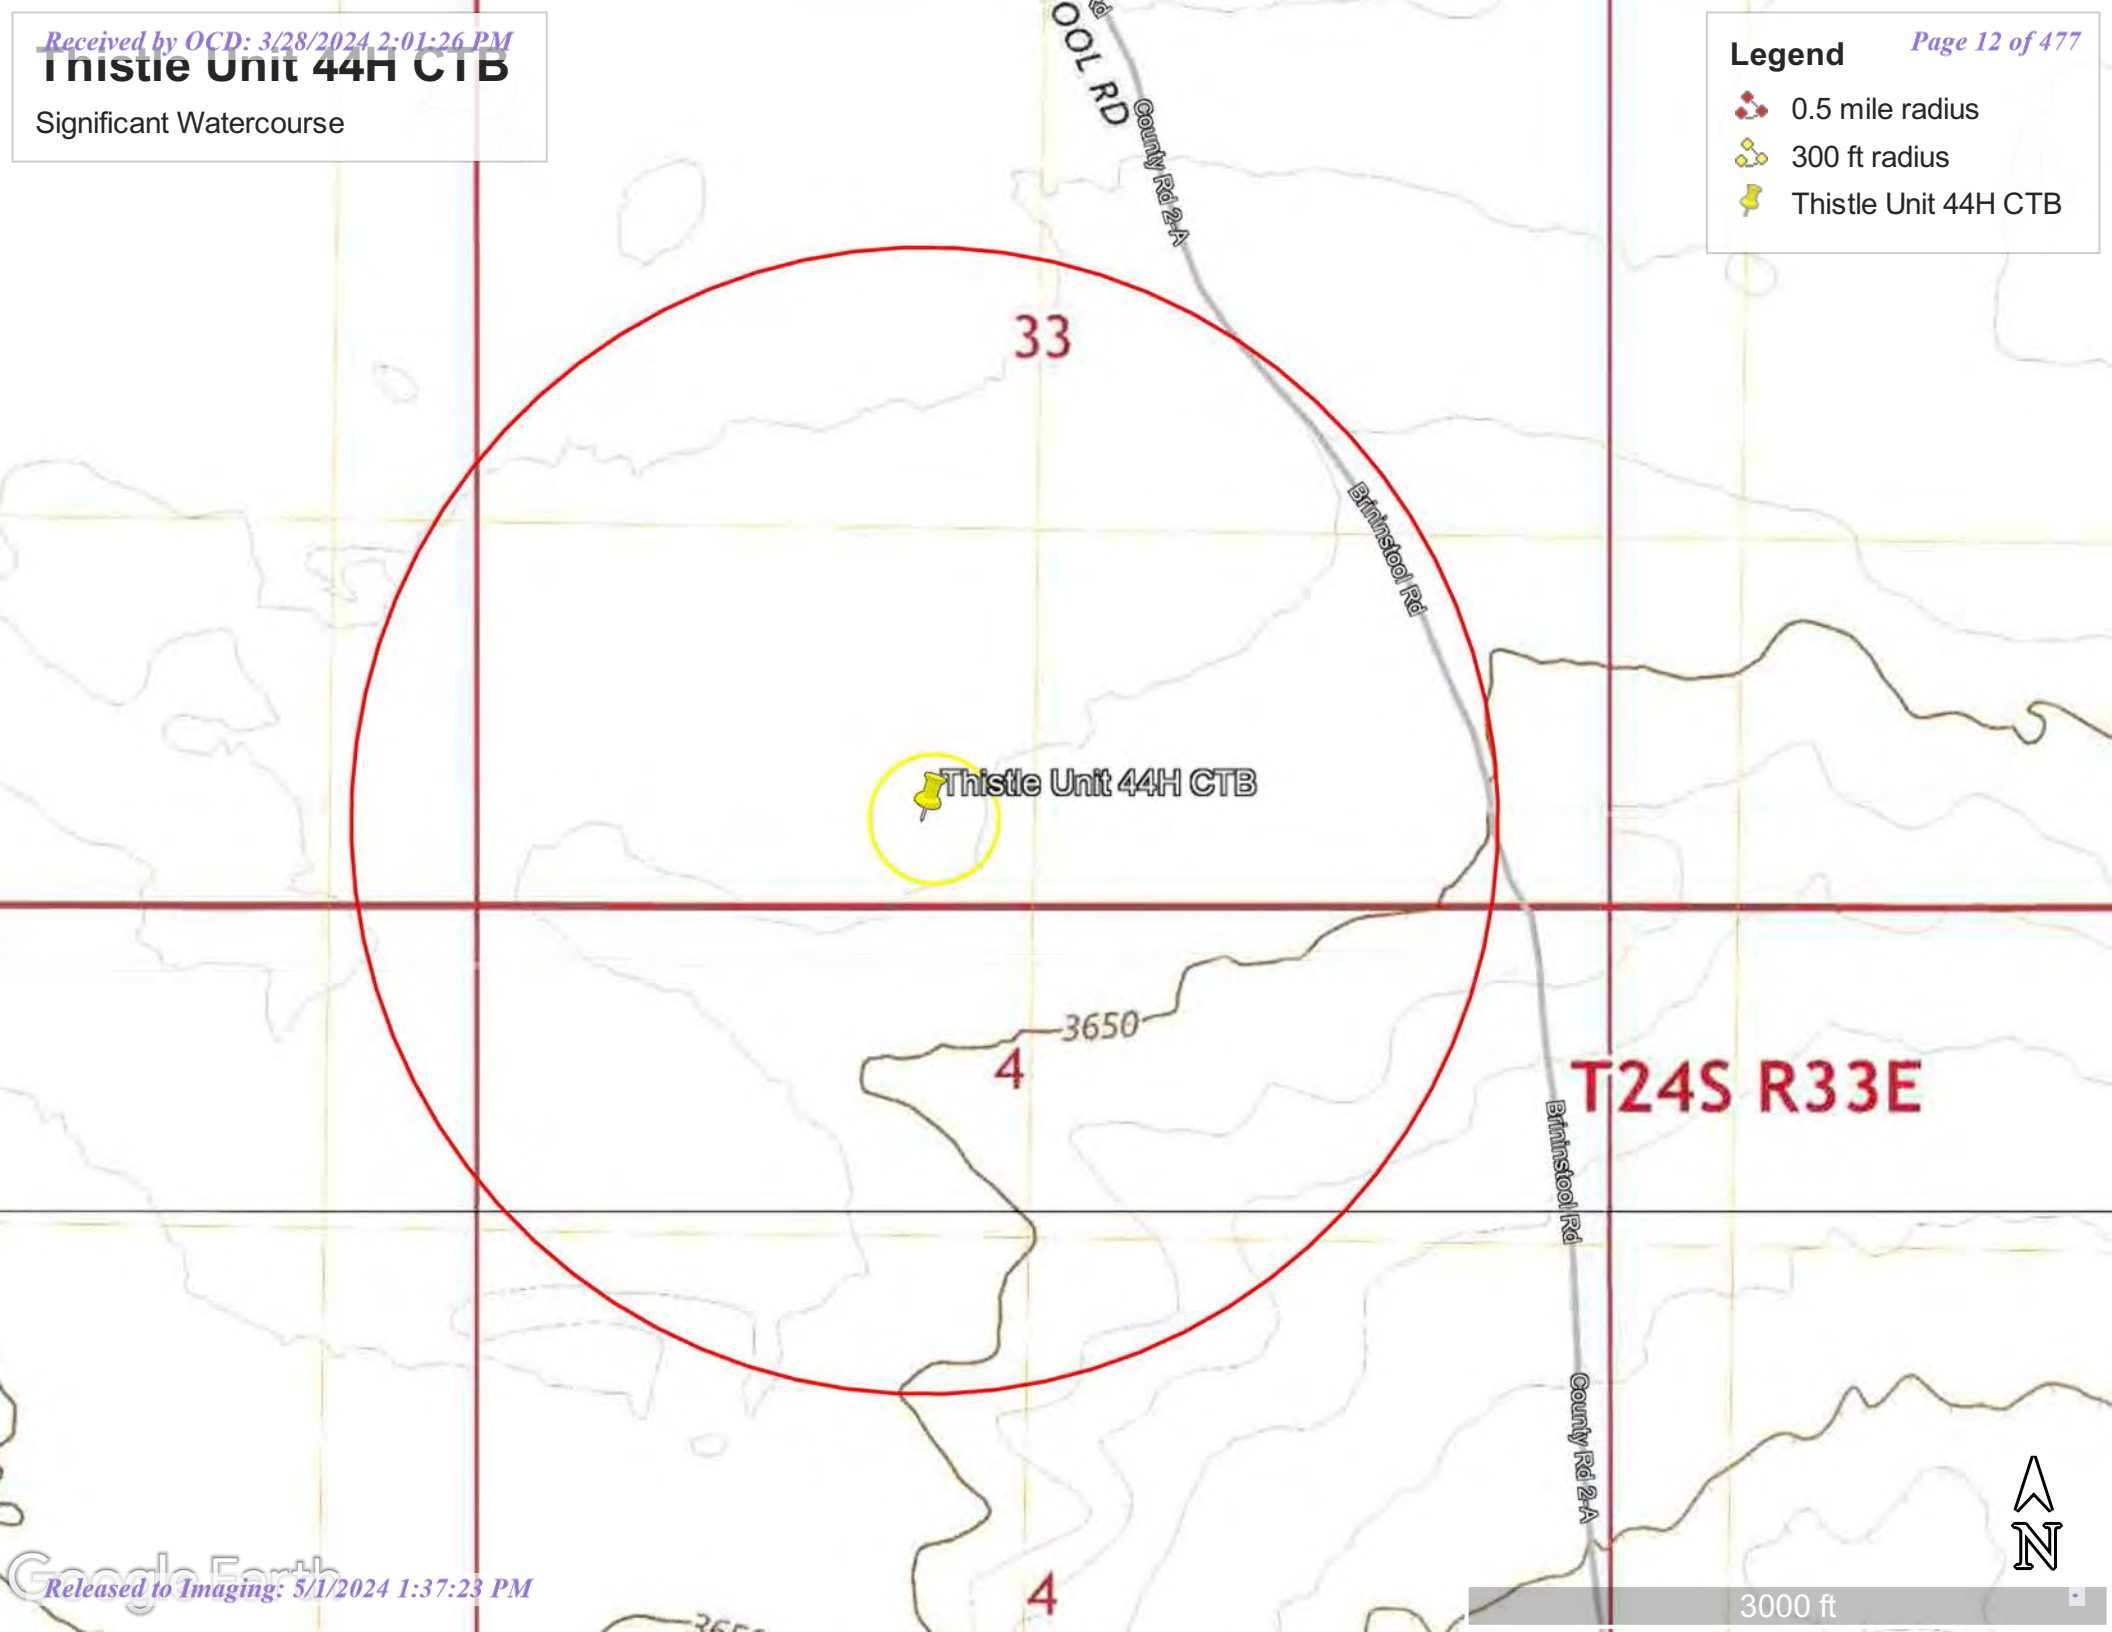 Received by OCD: 3/28/2024 2:01:26 PM
Thistle Unit 44H CTB
Significant Watercourse
Page 12 of 477
Legend
0.5 mile radius
300 ft radius
Thistle Unit 44H CTB
OOL RD
Rd
County Rd 2-A
33
Brininstool Rd
Thistle Unit 44H CTB
3650
4
T24S R33E
Brininstool Rd
County Rd 2-A
4
N
Google Earth
Released to Imaging: 5/1/2024 1:37:23 PM
3000 ft